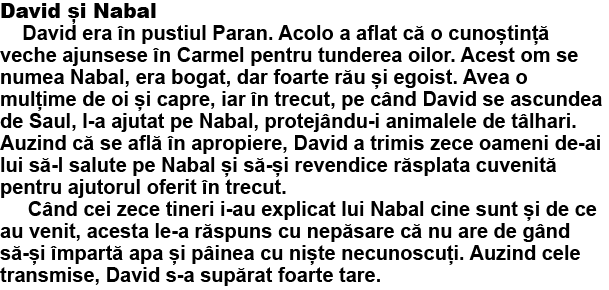 David și Nabal
David era în pustiul Paran. Acolo a aflat că o cunoștință
veche ajunsese în Carmel pentru tunderea oilor. Acest om se
numea Nabal, era bogat, dar foarte rău și egoist. Avea o
mulțime de oi și capre, iar în trecut, pe când David se ascundea
de Saul, l-a ajutat pe Nabal, protejându-i animalele de tâlhari.
Auzind că se află în apropiere, David a trimis zece oameni de-ai
lui să-l salute pe Nabal și să-și revendice răsplata cuvenită
pentru ajutorul oferit în trecut.
Când cei zece tineri i-au explicat lui Nabal cine sunt și de ce
au venit, acesta le-a răspuns cu nepăsare că nu are de gând
să-și împartă apa și pâinea cu niște necunoscuți. Auzind cele
transmise, David s-a supărat foarte tare.